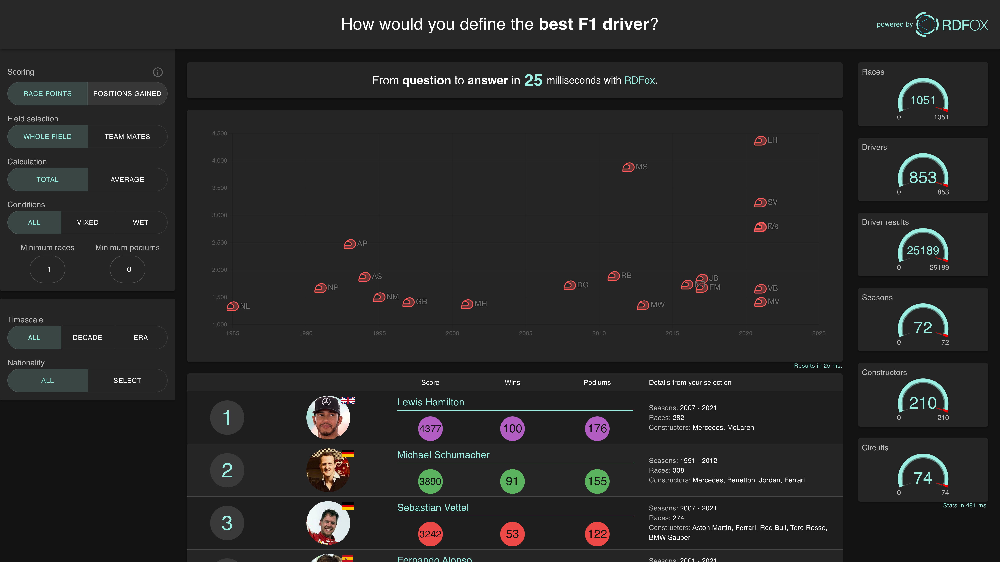 How would you define the best F1 driver?
powered by RDFOX
Scoring
RACE POINTS
POSITIONS GAINED
Field selection
WHOLE FIELD
TEAM MATES
Calculation
TOTAL
AVERAGE
Conditions
ALL
MIXED
WET
Minimum races
Minimum podiums
1
0
Timescale
ALL
DECADE
ERA
Nationality
ALL
SELECT
From question to answer in 25 milliseconds with RDFox.
4,500
4,000
3,500
3,000
2,500
2,000
1,500
1,000
1985
1990
1995
2000
2005
2010
2015
2020
2025
LH
MS
SV
AP
AS
NP
NM
GB
NL
MH
DC
RB
MW
JB
NR
FM
VB
MV
Results in 25 ms.
Score
Wins
Podiums
Details from your selection
1
Lewis Hamilton
4377
100
176
Seasons: 2007 - 2021
Races: 282
Constructors: Mercedes, McLaren
2
Michael Schumacher
3890
91
155
Seasons: 1991 - 2012
Races: 308
Constructors: Mercedes, Benetton, Jordan, Ferrari
3
Sebastian Vettel
3242
53
122
Seasons: 2007 - 2021
Races: 274
Constructors: Aston Martin, Ferrari, Red Bull, Toro Rosso,
BMW Sauber
Fernando Alonso
Seasons: 2001 - 2021
Races
1051
0
1051
Drivers
853
0
853
Driver results
25189
0
25189
Seasons
72
0
72
Constructors
210
0
210
Circuits
74
0
74
Stats in 481 ms.